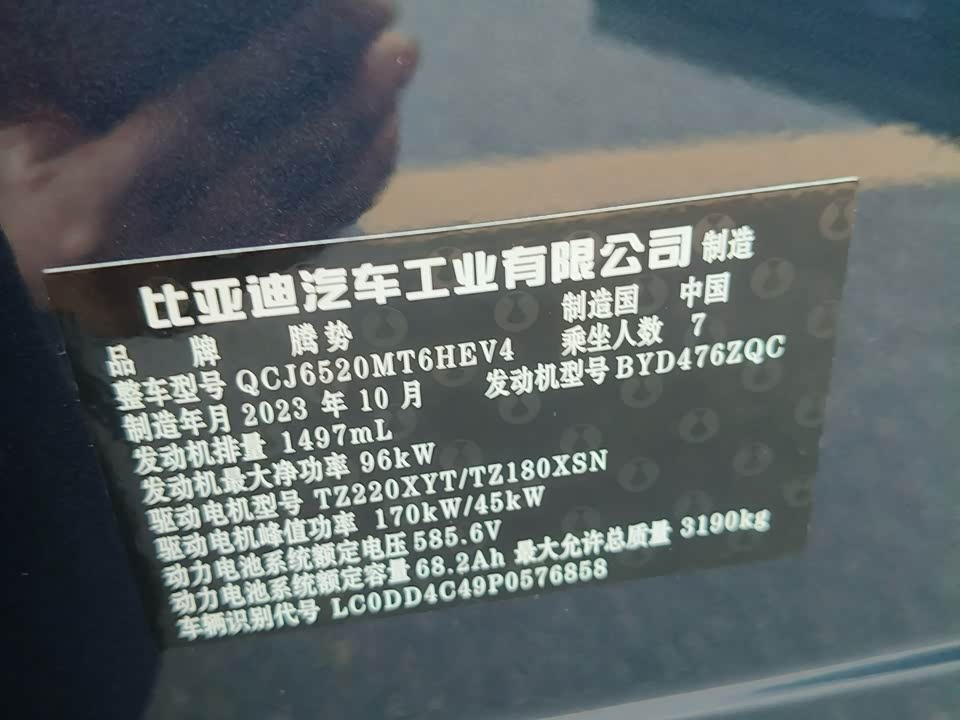 比亚迪汽车工业有限公司 制造
品牌 腾势 制造国 中国
整车型号 QCJ6520MT6HEV4 乘坐人数 7
制造年月 2023 年 10 月 发动机型号 BYD476ZQC
发动机排量 1497mL
发动机最大净功率 96kW
驱动电机型号 TZ220XYT/TZ180XSN
驱动电机峰值功率 170kW/45kW
动力电池系统额定电压 585.6V
动力电池系统额定容量 68.2Ah 最大允许总质量 3190kg
车辆识别代号 LC0DD4C49P0576858